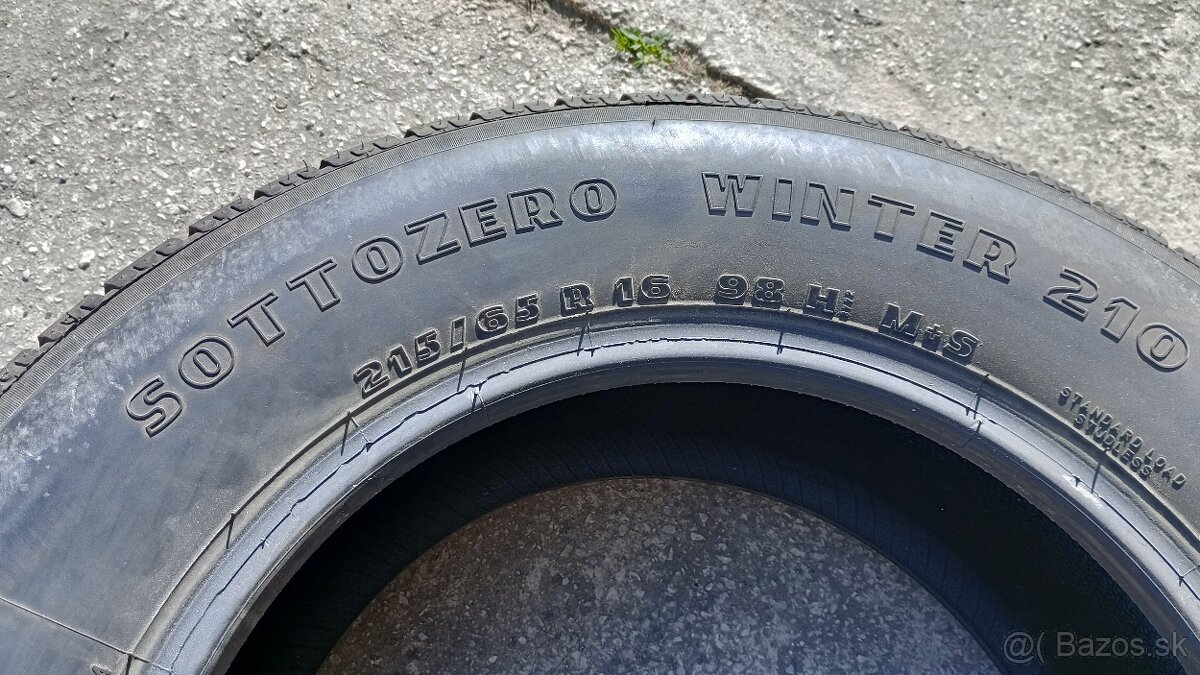 SOTTOZERO WINTER 210
215/65 R 16 98 H M+S
STANDARD LOAD
STUDLESS
@( Bazos.sk